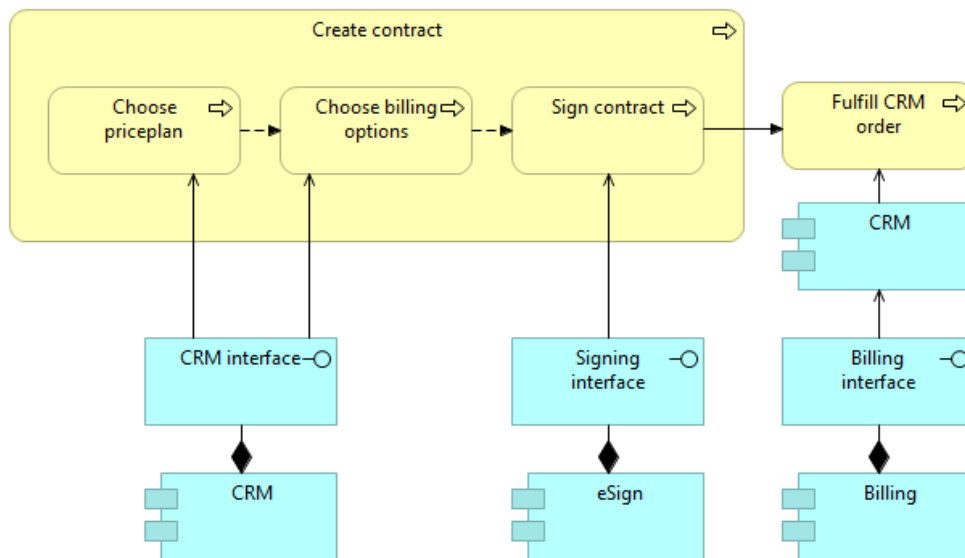 Create contract
Choose
priceplan
Choose billing
options
Sign contract
Fulfill CRM
order
CRM
CRM interface
Signing
interface
Billing
interface
CRM
eSign
Billing